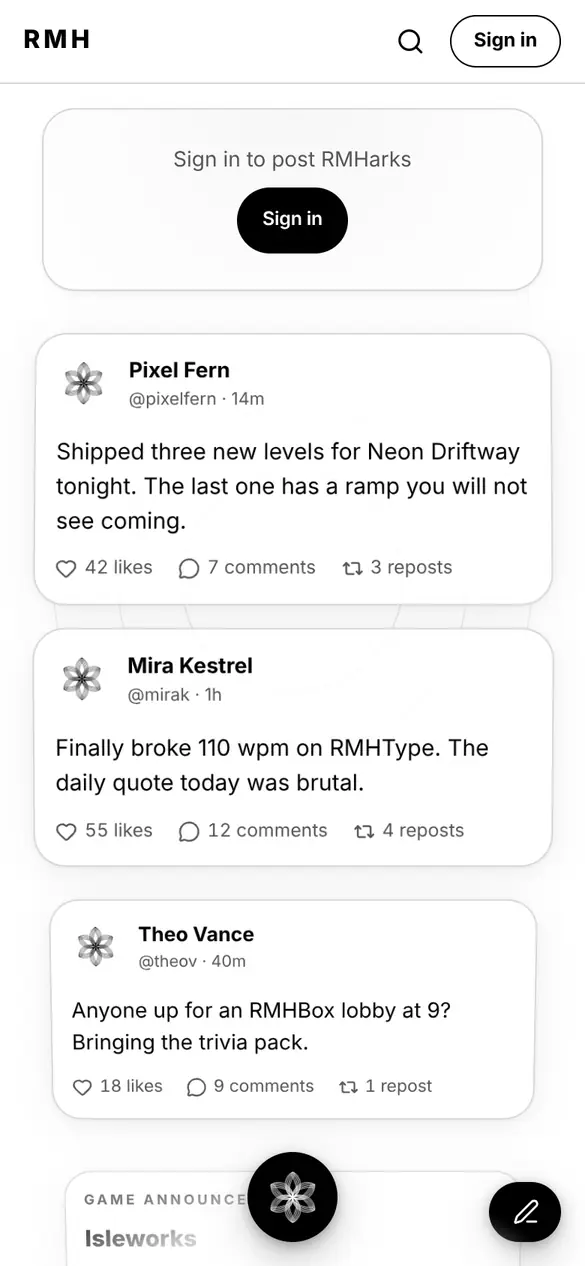 RMH
Sign in
Sign in to post RMHarks
Sign in
Pixel Fern
@pixelfern · 14m
Shipped three new levels for Neon Driftway
tonight. The last one has a ramp you will not
see coming.
42 likes 7 comments 3 reposts
Mira Kestrel
@mirak · 1h
Finally broke 110 wpm on RMHType. The
daily quote today was brutal.
55 likes 12 comments 4 reposts
Theo Vance
@theov · 40m
Anyone up for an RMHBox lobby at 9?
Bringing the trivia pack.
18 likes 9 comments 1 repost
GAME ANNOUNCE
Isleworks